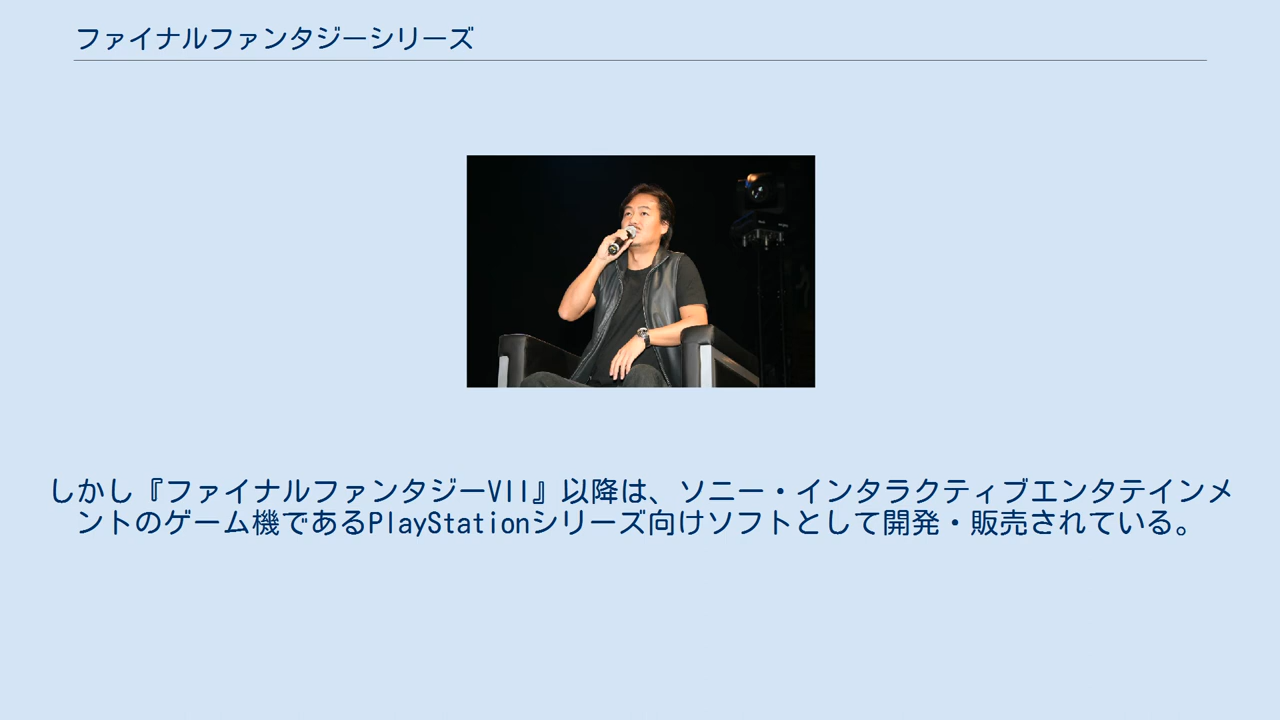 ファイナルファンタジーシリーズ
しかし『ファイナルファンタジーVII』以降は、ソニー・インタラクティブエンタテインメ
ントのゲーム機であるPlayStationシリーズ向けソフトとして開発・販売されている。